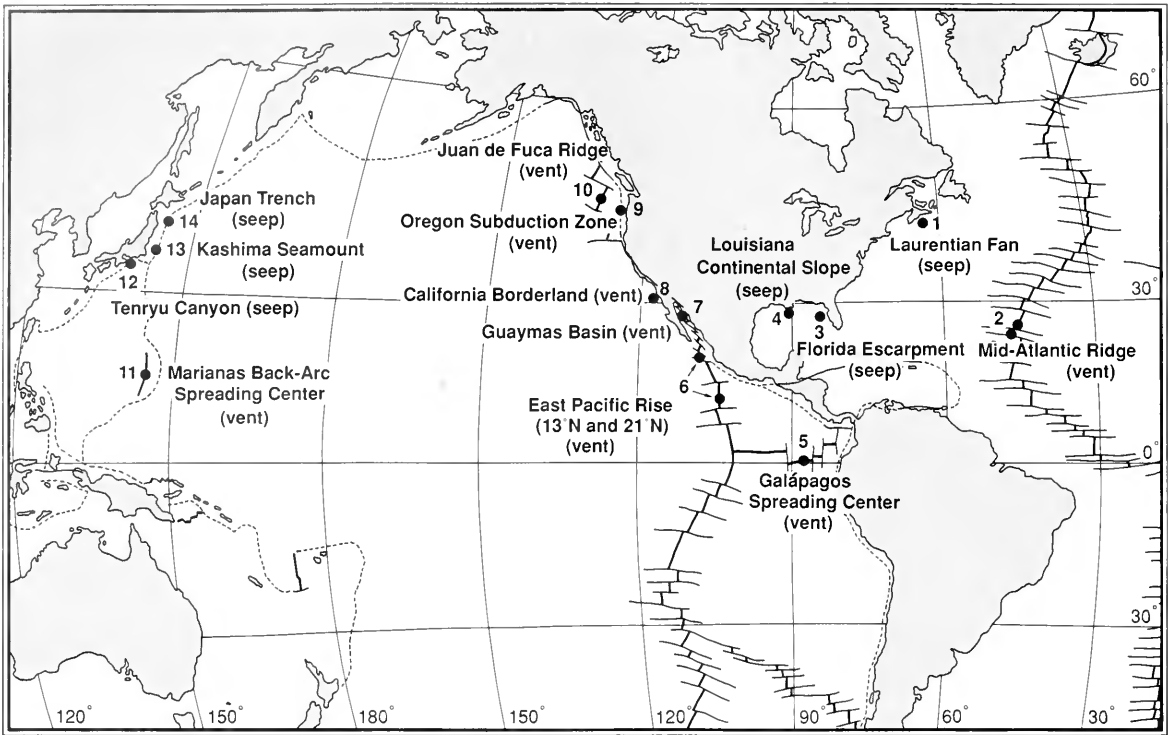 60°
Juan de Fuca Ridge
(vent)
10
9
Oregon Subduction Zone
(vent)
Japan Trench
(seep)
14
13
Kashima Seamount
(seep)
12
Tenryu Canyon (seep)
1
Laurentian Fan
(seep)
Louisiana
Continental Slope
(seep)
4
3
Florida Escarpment
(seep)
30°
2
Mid-Atlantic Ridge
(vent)
8
California Borderland (vent)
7
Guaymas Basin (vent)
6
East Pacific Rise
(13°N and 21°N)
(vent)
11
Marianas Back-Arc
Spreading Center
(vent)
5
Galápagos
Spreading Center
(vent)
0°
30°
120° 150° 180° 150° 120° 90° 60° 30°